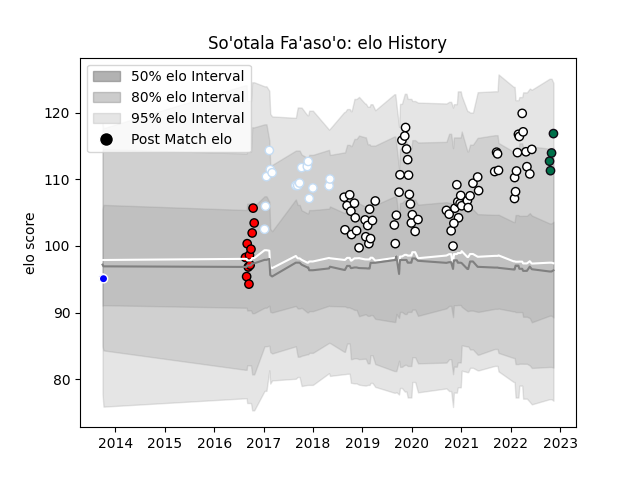 So'otala Fa'aso'o: elo History
50% elo Interval
80% elo Interval
95% elo Interval
Post Match elo
elo score
120
110
100
90
80
2014 2015 2016 2017 2018 2019 2020 2021 2022 2023